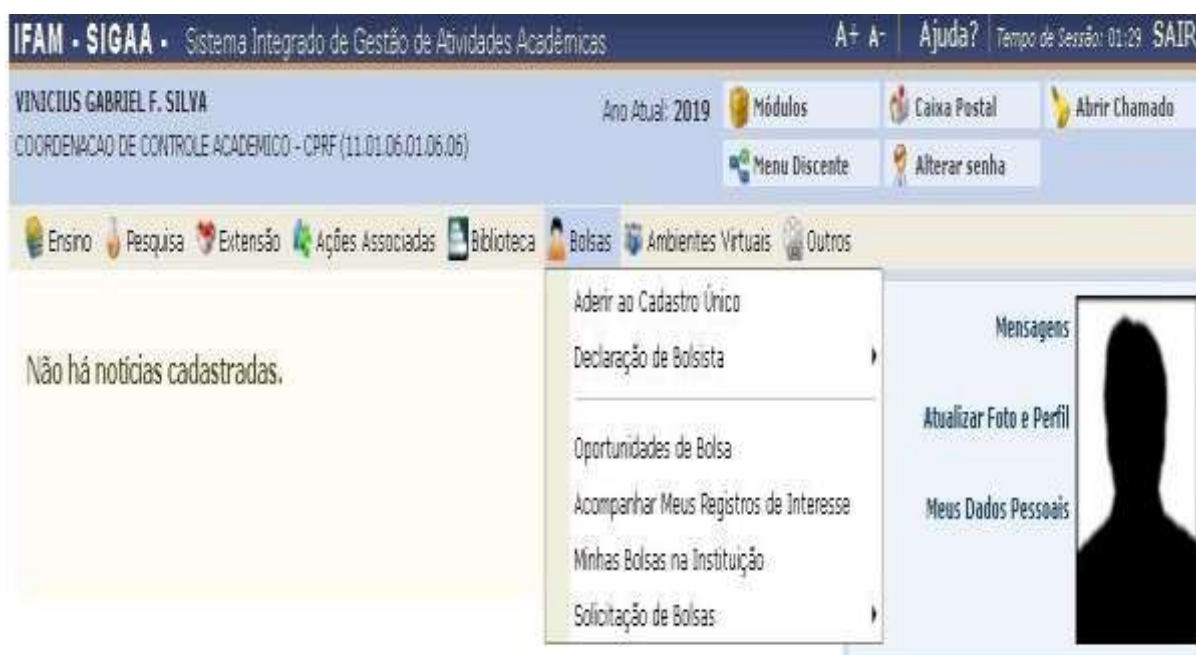 IFAM - SIGAA - Sistema Integrado de Gestão de Atividades Acadêmicas A+ A- Ajuda? Tempo de Sessão: 01:29 SAIR
VINICIUS GABRIEL F. SILVA Ano Atual: 2019 Módulos Caixa Postal Abrir Chamado
COORDENACAO DE CONTROLE ACADEMICO - CPRF (11.01.06.01.06.06) Menu Discente Alterar senha
Ensino Pesquisa Extensão Ações Associadas Biblioteca Bolsas Ambientes Virtuais Outros
Aderir ao Cadastro Único
Declaração de Bolsista
Oportunidades de Bolsa
Acompanhar Meus Registros de Interesse
Minhas Bolsas na Instituição
Solicitação de Bolsas
Não há notícias cadastradas.
Mensagens
Atualizar Foto e Perfil
Meus Dados Pessoais